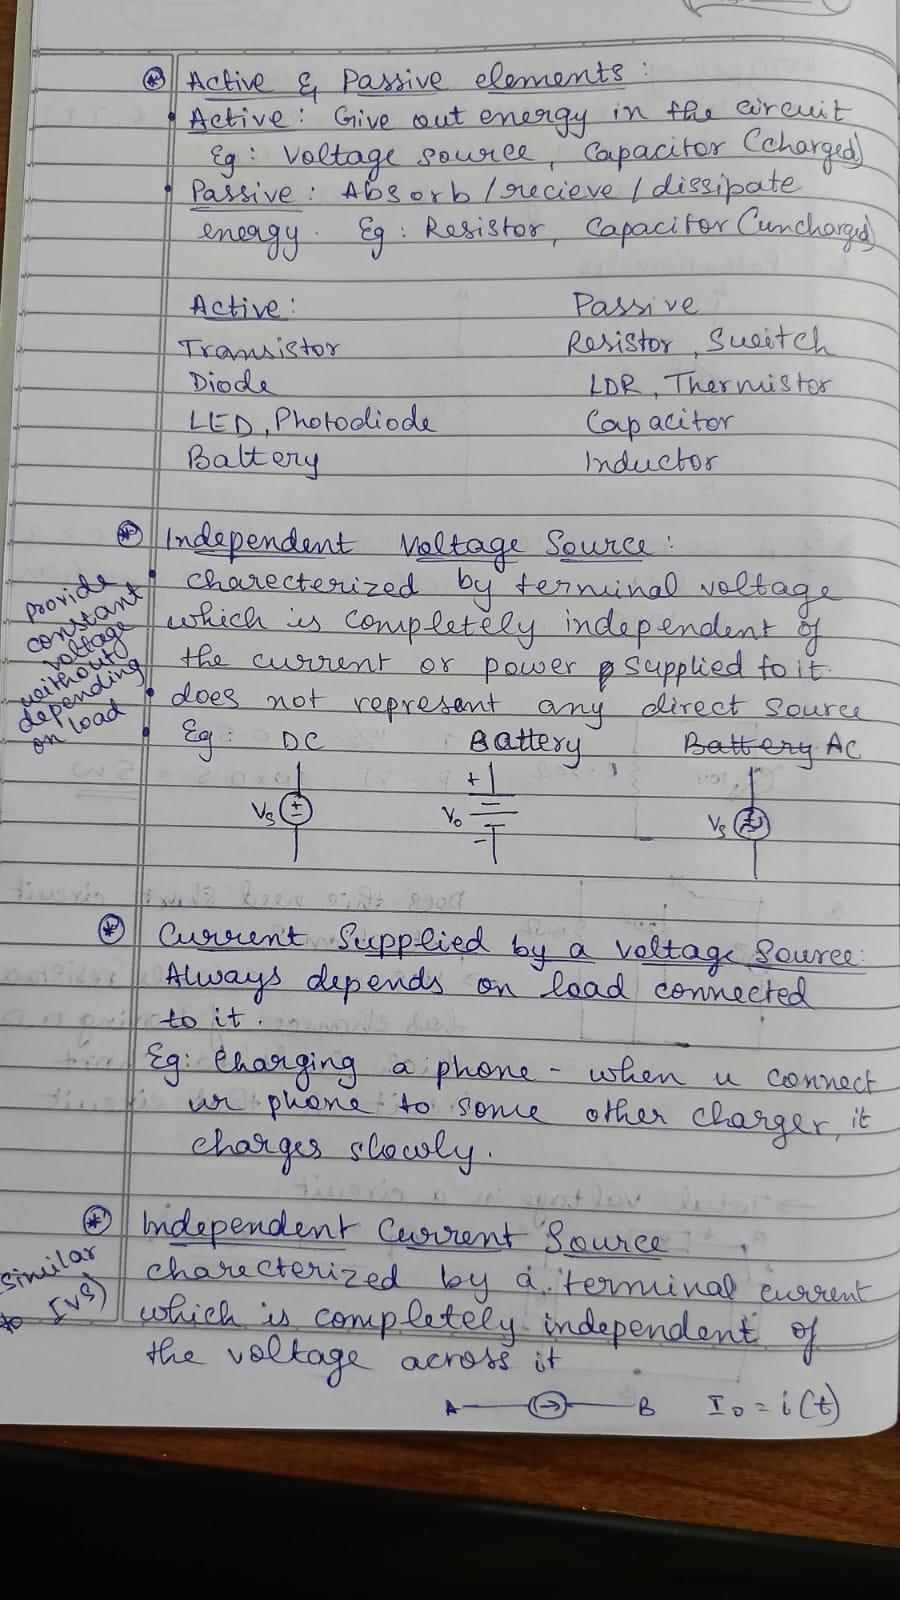 Active & Passive elements :
• Active : Give out energy in the circuit
Eg : Voltage source, Capacitor (charged)
• Passive : Absorb / recieve / dissipate
energy. Eg : Resistor, Capacitor (uncharged)
Active : Passive
Transistor Resistor, Switch
Diode LDR, Thermistor
LED, Photodiode Capacitor
Battery Inductor
Independent Voltage Source :
• charecterized by terminal voltage
which is completely independent of
the current or power supplied to it.
• does not represent any direct source
provide
constant
voltage
without
depending
on load
• Eg : DC Battery Battery AC
+
Vs ± V₀ Vs
-
Current Supplied by a Voltage Source :
Always depends on load connected
to it.
Eg: Charging a phone - when u connect
ur phone to some other charger, it
charges slowly.
Independent Current Source
similar
to [VS]
charecterized by a terminal current
which is completely independent of
the voltage across it
A B I₀ = i(t)